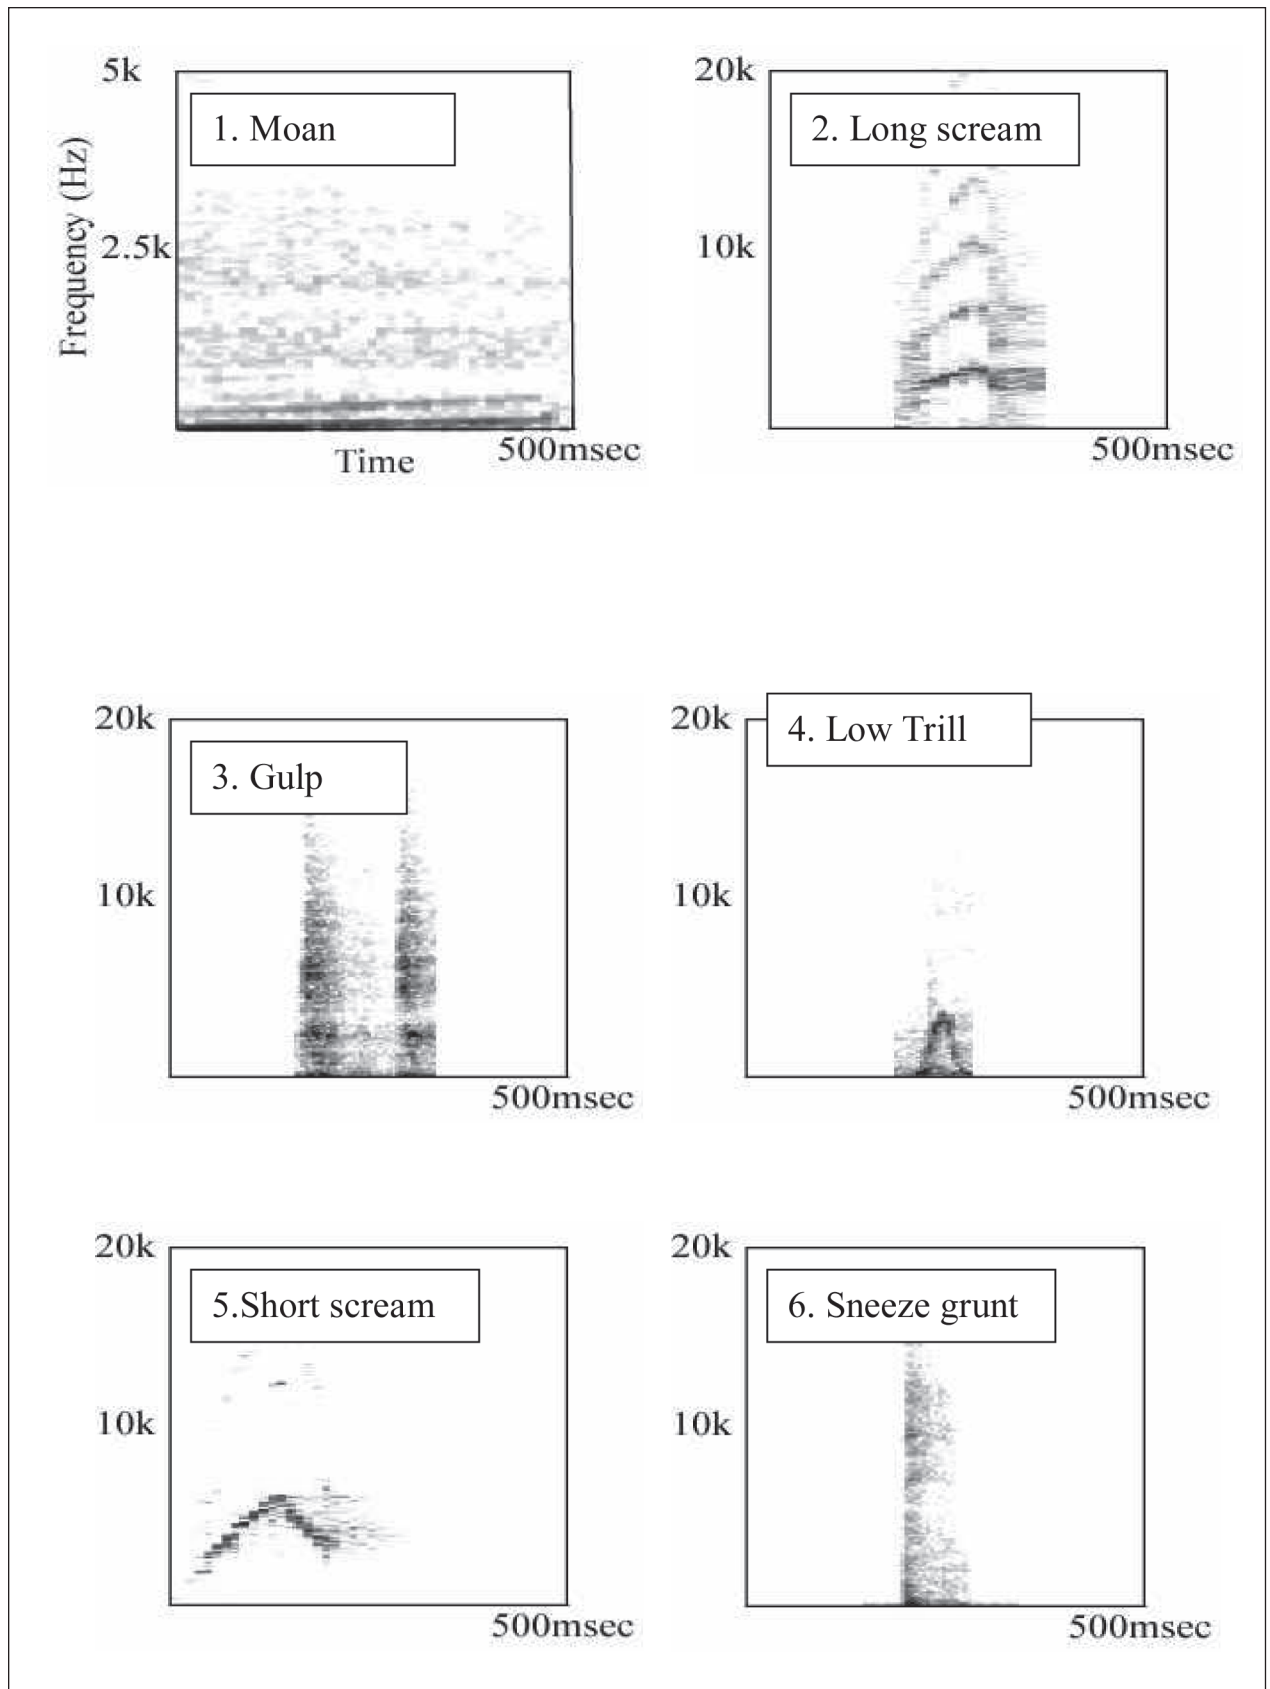 5k
1. Moan
Frequency (Hz)
2.5k
Time
500msec
20k
2. Long scream
10k
500msec
20k
3. Gulp
10k
500msec
20k
4. Low Trill
10k
500msec
20k
5.Short scream
10k
500msec
20k
6. Sneeze grunt
10k
500msec